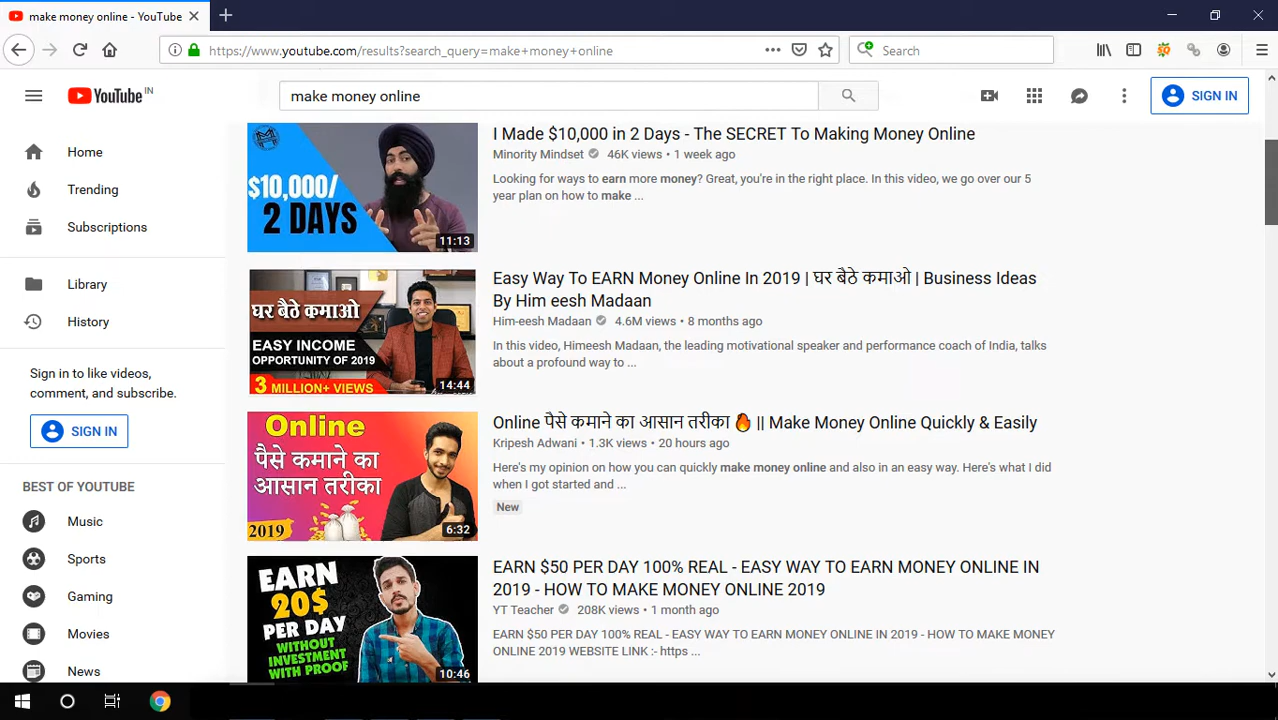 make money online - YouTube
https://www.youtube.com/results?search_query=make+money+online
Search
YouTube IN
make money online
SIGN IN
Home
Trending
Subscriptions
Library
History
Sign in to like videos,
comment, and subscribe.
SIGN IN
BEST OF YOUTUBE
Music
Sports
Gaming
Movies
News
$10,000/
2 DAYS
11:13
I Made $10,000 in 2 Days - The SECRET To Making Money Online
Minority Mindset 46K views • 1 week ago
Looking for ways to earn more money? Great, you're in the right place. In this video, we go over our 5
year plan on how to make ...
घर बैठे कमाओ
EASY INCOME
OPPORTUNITY OF 2019
3 MILLION+ VIEWS
14:44
Easy Way To EARN Money Online In 2019 | घर बैठे कमाओ | Business Ideas
By Him eesh Madaan
Him-eesh Madaan 4.6M views • 8 months ago
In this video, Himeesh Madaan, the leading motivational speaker and performance coach of India, talks
about a profound way to ...
Online
पैसे कमाने का
आसान तरीका
2019
6:32
Online पैसे कमाने का आसान तरीका 🔥 || Make Money Online Quickly & Easily
Kripesh Adwani • 1.3K views • 20 hours ago
Here's my opinion on how you can quickly make money online and also in an easy way. Here's what I did
when I got started and ...
New
EARN
20$
PER DAY
WITHOUT
INVESTMENT
WITH PROOF
10:46
EARN $50 PER DAY 100% REAL - EASY WAY TO EARN MONEY ONLINE IN
2019 - HOW TO MAKE MONEY ONLINE 2019
YT Teacher 208K views • 1 month ago
EARN $50 PER DAY 100% REAL - EASY WAY TO EARN MONEY ONLINE IN 2019 - HOW TO MAKE MONEY
ONLINE 2019 WEBSITE LINK :- https ...